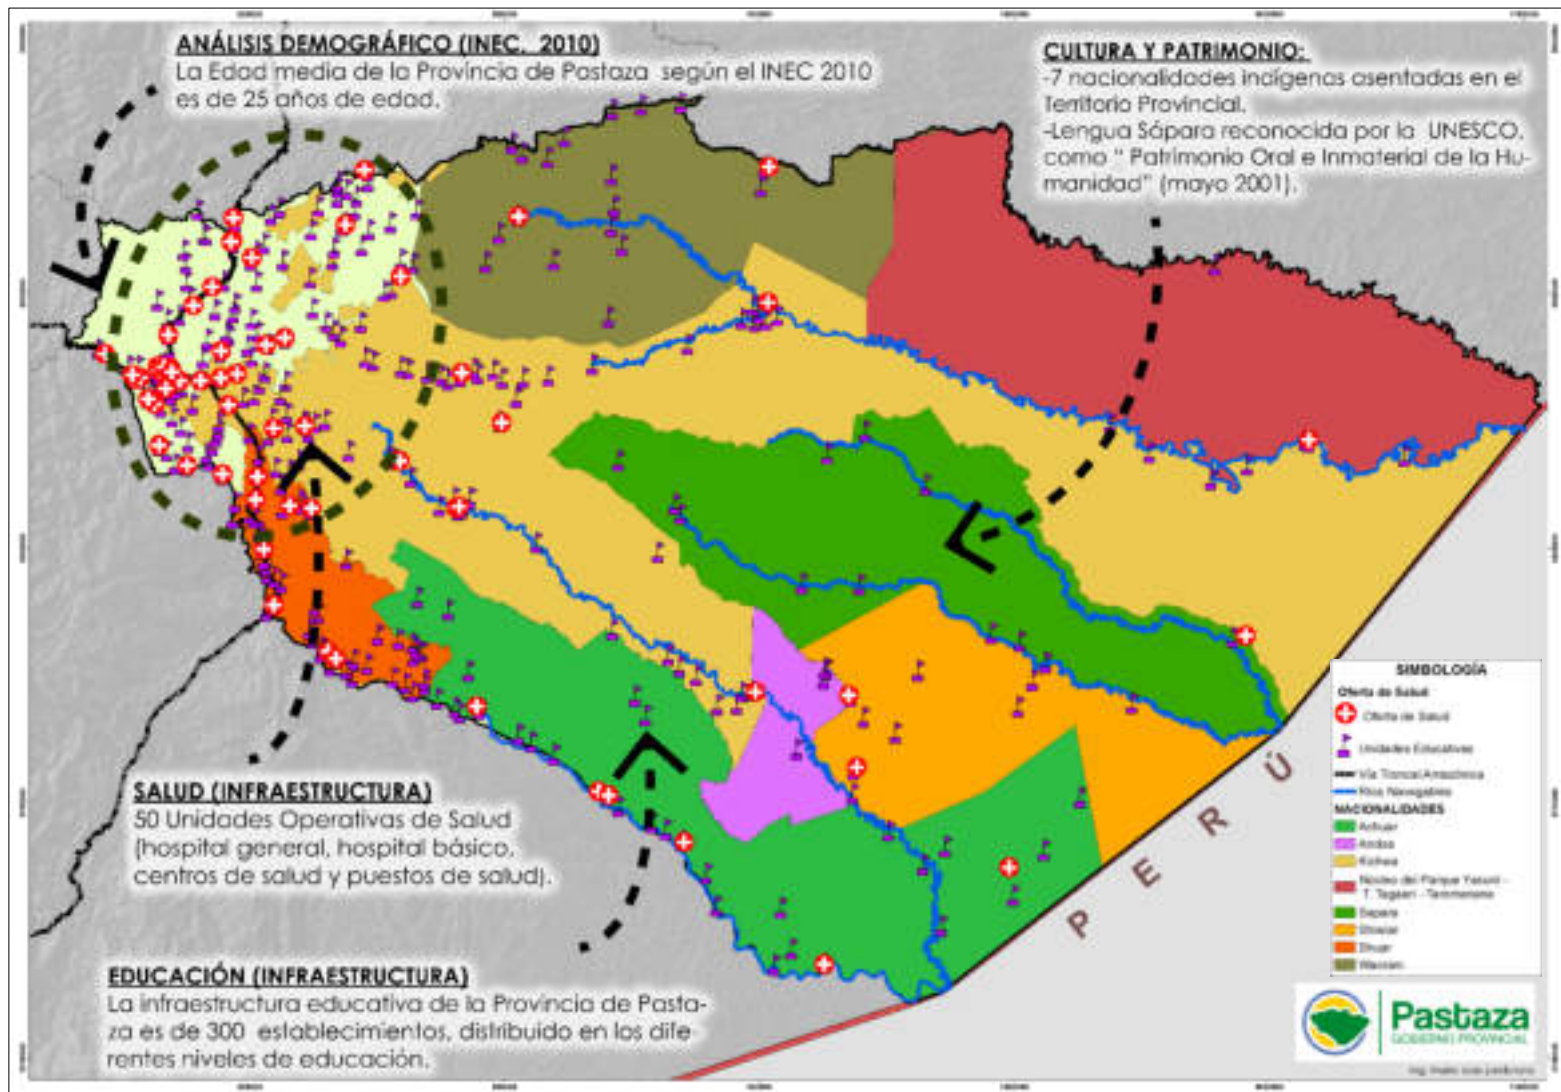 ANÁLISIS DEMOGRÁFICO (INEC, 2010)
La Edad media de la Provincia de Pastaza según el INEC 2010
es de 25 años de edad.
CULTURA Y PATRIMONIO:
-7 nacionalidades indígenas asentadas en el
Territorio Provincial.
-Lengua Sápara reconocida por la UNESCO,
como " Patrimonio Oral e Inmaterial de la Hu-
manidad" (mayo 2001).
SALUD (INFRAESTRUCTURA)
50 Unidades Operativas de Salud
(hospital general, hospital básico,
centros de salud y puestos de salud).
EDUCACIÓN (INFRAESTRUCTURA)
La infraestructura educativa de la Provincia de Pasta-
za es de 300 establecimientos, distribuido en los dife-
rentes niveles de educación.
PERÚ
SIMBOLOGÍA
Oferta de Salud
Oferta de Salud
Unidades Educativas
Vía Troncal Amazónica
Ríos Navegables
NACIONALIDADES
Achuar
Andoa
Kichwa
Núcleo del Parque Yasuní -
T. Tagaeri - Taromenane
Sapara
Shiwiar
Shuar
Waorani
Pastaza
GOBIERNO PROVINCIAL